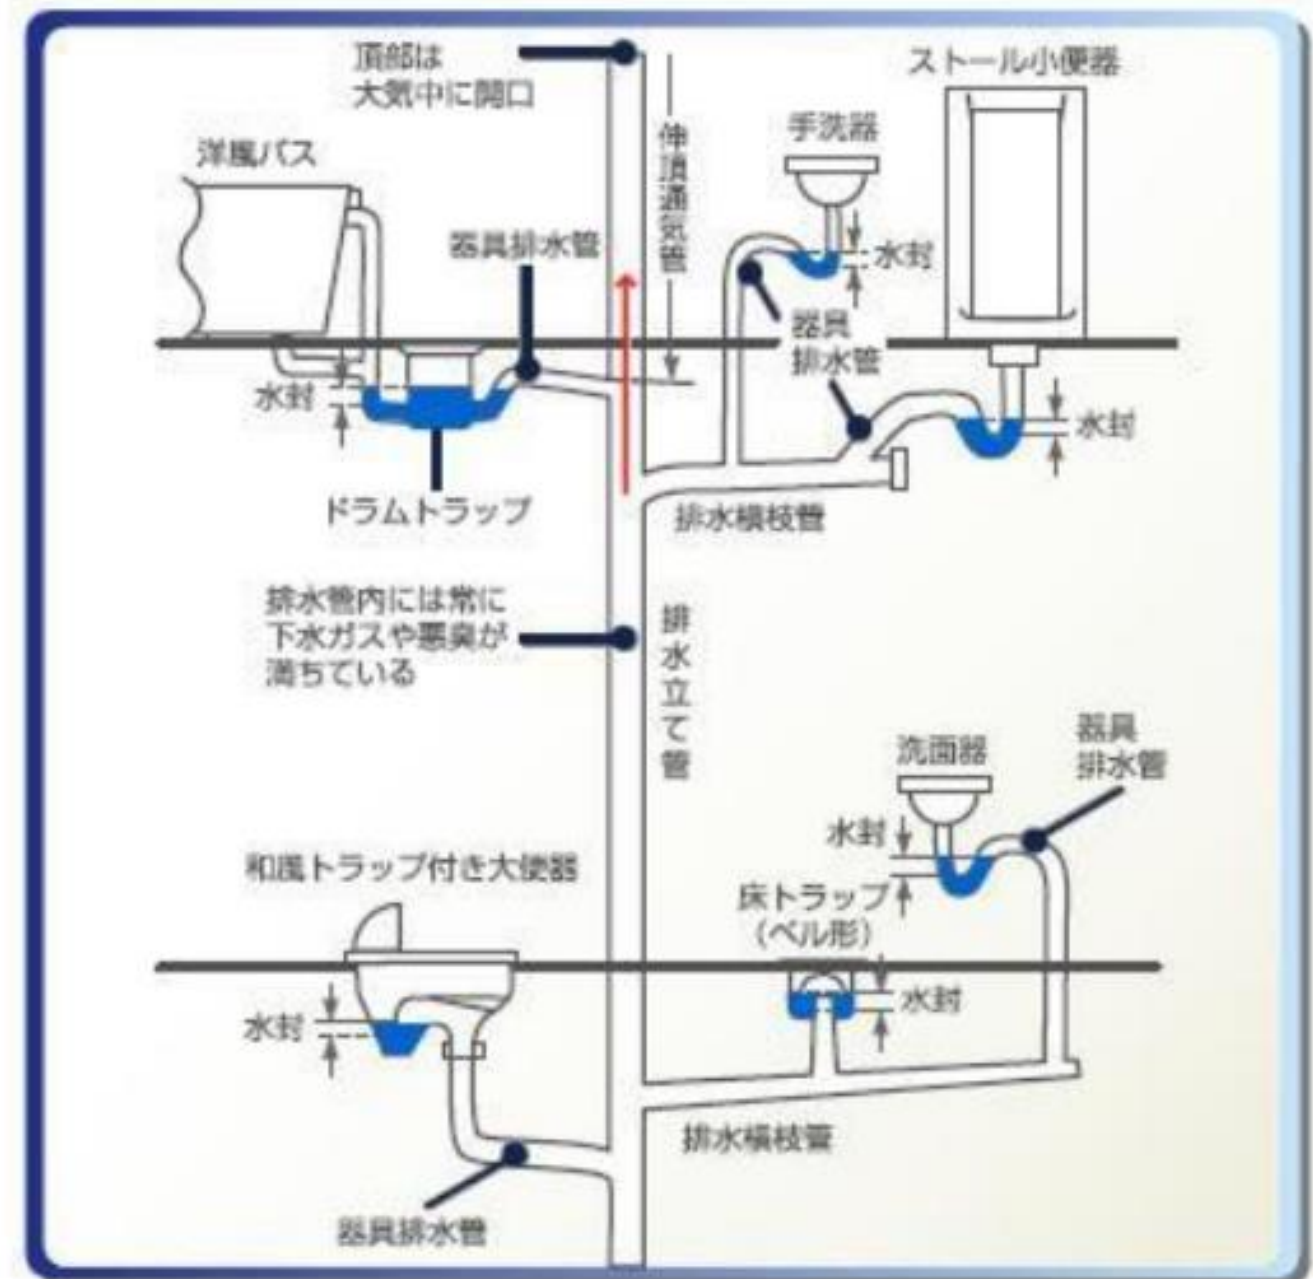 頂部は
大気中に開口
ストール小便器
手洗器
洋風バス
伸頂通気管
器具排水管
水封
器具
排水管
水封
水封
ドラムトラップ
排水横枝管
排水管内には常に
下水ガスや悪臭が
満ちている
排水立て管
器具
排水管
洗面器
水封
和風トラップ付き大便器
床トラップ
(ベル形)
水封
水封
排水横枝管
器具排水管